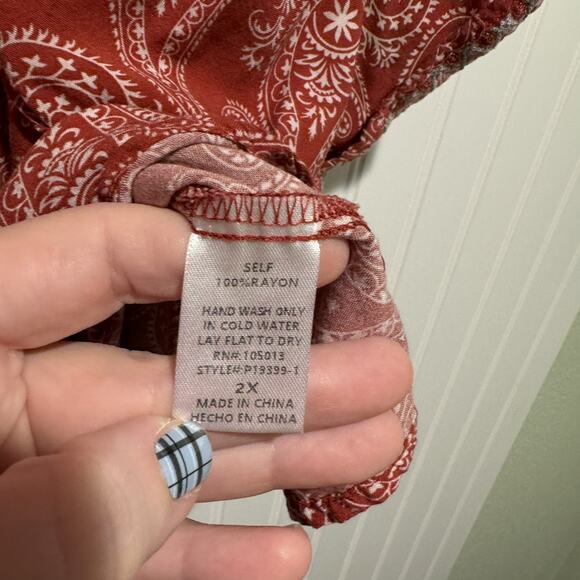 SELF
100%RAYON
HAND WASH ONLY
IN COLD WATER
LAY FLAT TO DRY
RN#:105013
STYLE#:P19399-1
2X
MADE IN CHINA
HECHO EN CHINA